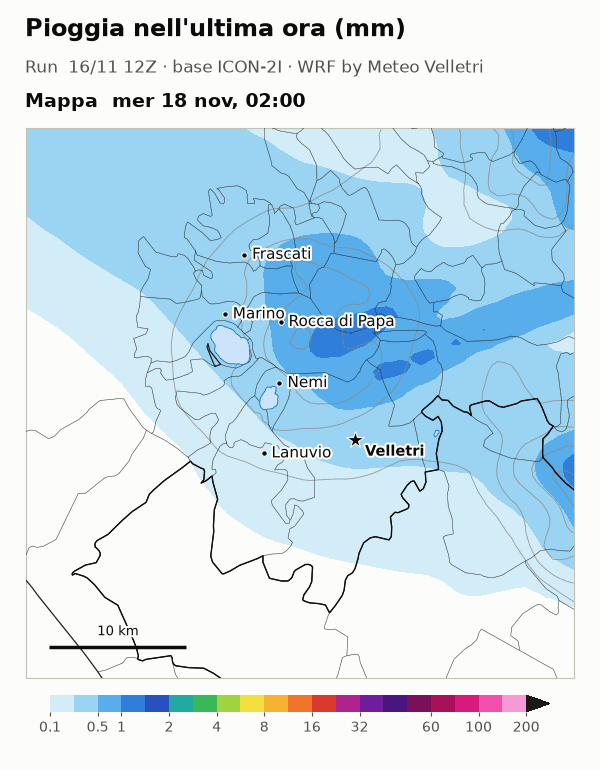 Pioggia nell'ultima ora (mm)
Run  16/11 12Z · base ICON-2I · WRF by Meteo Velletri
Mappa  mer 18 nov, 02:00
Frascati
Marino
Rocca di Papa
Nemi
Velletri
Lanuvio
10 km
0.1 0.5 1 2 4 8 16 32 60 100 200